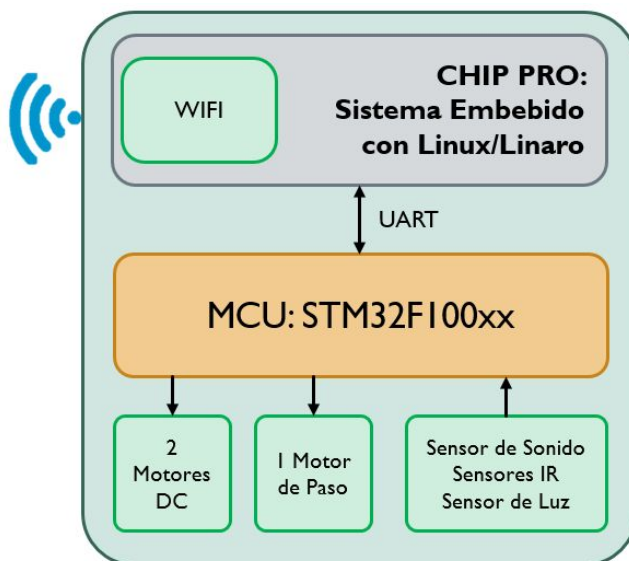 WIFI
CHIP PRO:
Sistema Embebido
con Linux/Linaro
UART
MCU: STM32F100xx
2
Motores
DC
1 Motor
de Paso
Sensor de Sonido
Sensores IR
Sensor de Luz